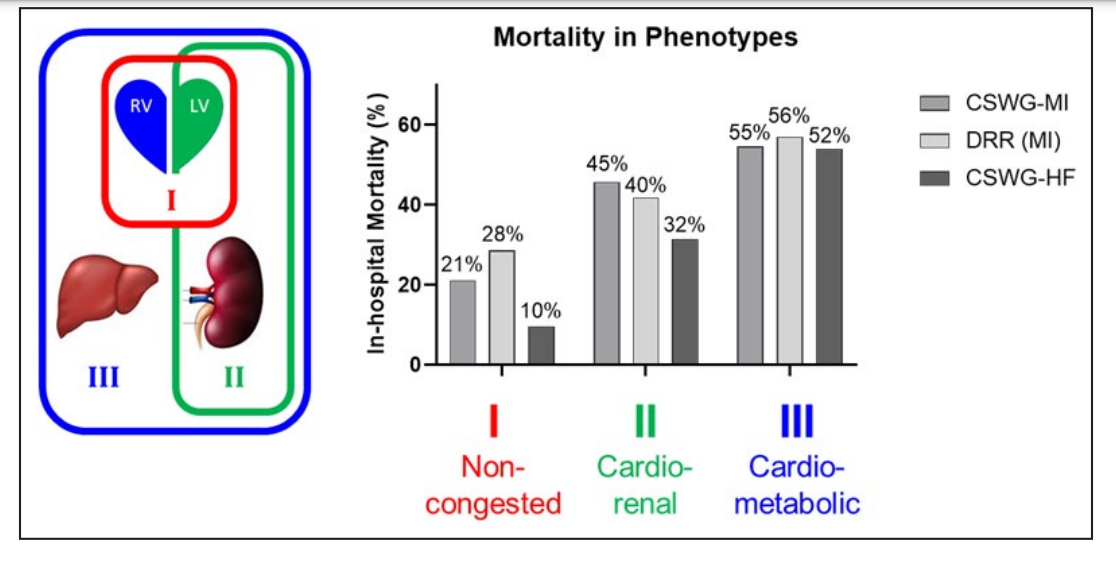 Mortality in Phenotypes
RV LV
I
III II
In-hospital Mortality (%)
60
40
20
0
21% 28% 10%
45% 40% 32%
55% 56% 52%
I II III
Non- Cardio- Cardio-
congested renal metabolic
CSWG-MI
DRR (MI)
CSWG-HF